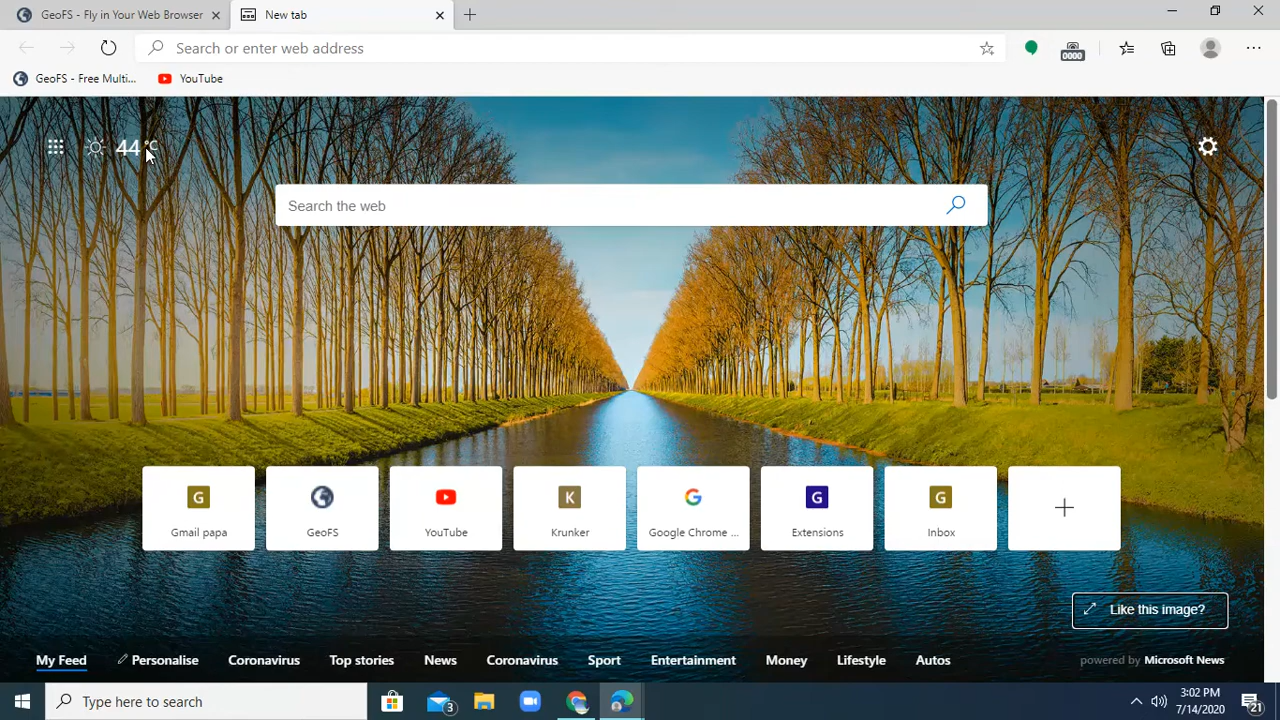 GeoFS - Fly in Your Web Browser
New tab
Search or enter web address
0000
GeoFS - Free Multi...
YouTube
44 °C
Search the web
Gmail papa
GeoFS
YouTube
K
Krunker
G
Google Chrome ...
G
Extensions
G
Inbox
Like this image?
My Feed
Personalise
Coronavirus
Top stories
News
Coronavirus
Sport
Entertainment
Money
Lifestyle
Autos
powered by Microsoft News
Type here to search
3
3:02 PM
7/14/2020
21